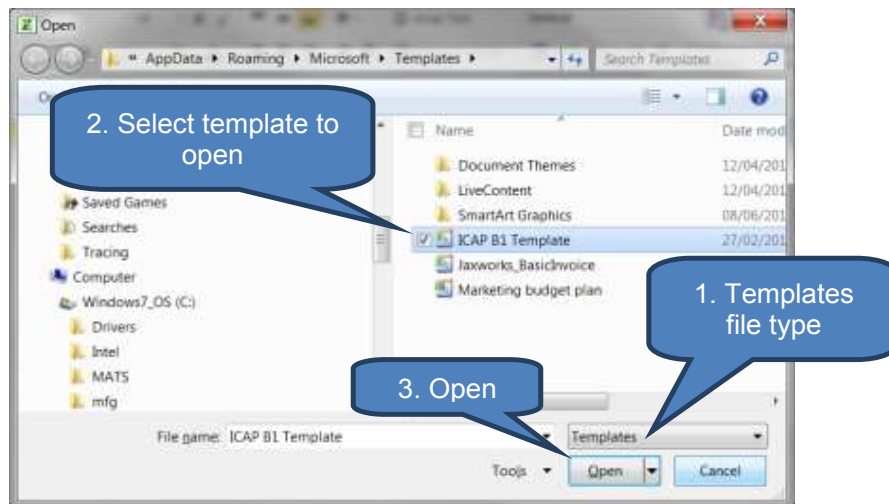 Open
« AppData ▸ Roaming ▸ Microsoft ▸ Templates ▸ Search Templates
2. Select template to
open
Name Date mod
Document Themes 12/04/201
LiveContent 12/04/201
SmartArt Graphics 08/06/201
ICAP B1 Template 27/02/201
Jaxworks_BasicInvoice
Marketing budget plan
Saved Games
Searches
Tracing
Computer
Windows7_OS (C:)
Drivers
Intel
MATS
mfg
1. Templates
file type
3. Open
File name: ICAP B1 Template
Templates
Tools Open Cancel